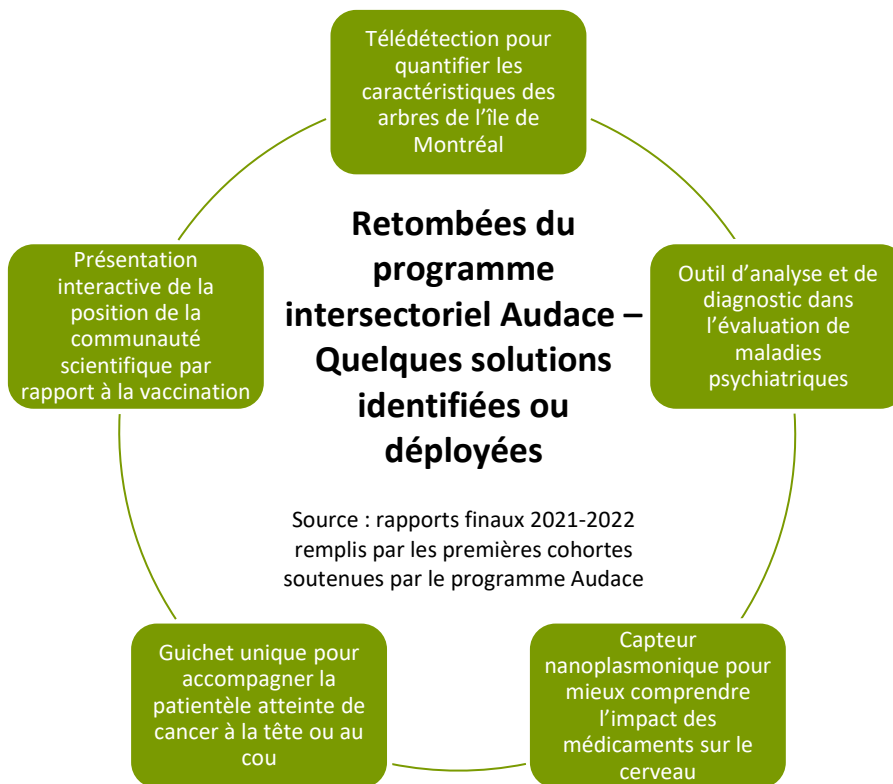 Télédétection pour
quantifier les
caractéristiques des
arbres de l’île de
Montréal
Retombées du
programme
intersectoriel Audace –
Quelques solutions
identifiées ou
déployées
Source : rapports finaux 2021-2022
remplis par les premières cohortes
soutenues par le programme Audace
Outil d’analyse et de
diagnostic dans
l’évaluation de
maladies
psychiatriques
Capteur
nanoplasmonique pour
mieux comprendre
l’impact des
médicaments sur le
cerveau
Guichet unique pour
accompagner la
patientèle atteinte de
cancer à la tête ou au
cou
Présentation
interactive de la
position de la
communauté
scientifique par
rapport à la vaccination